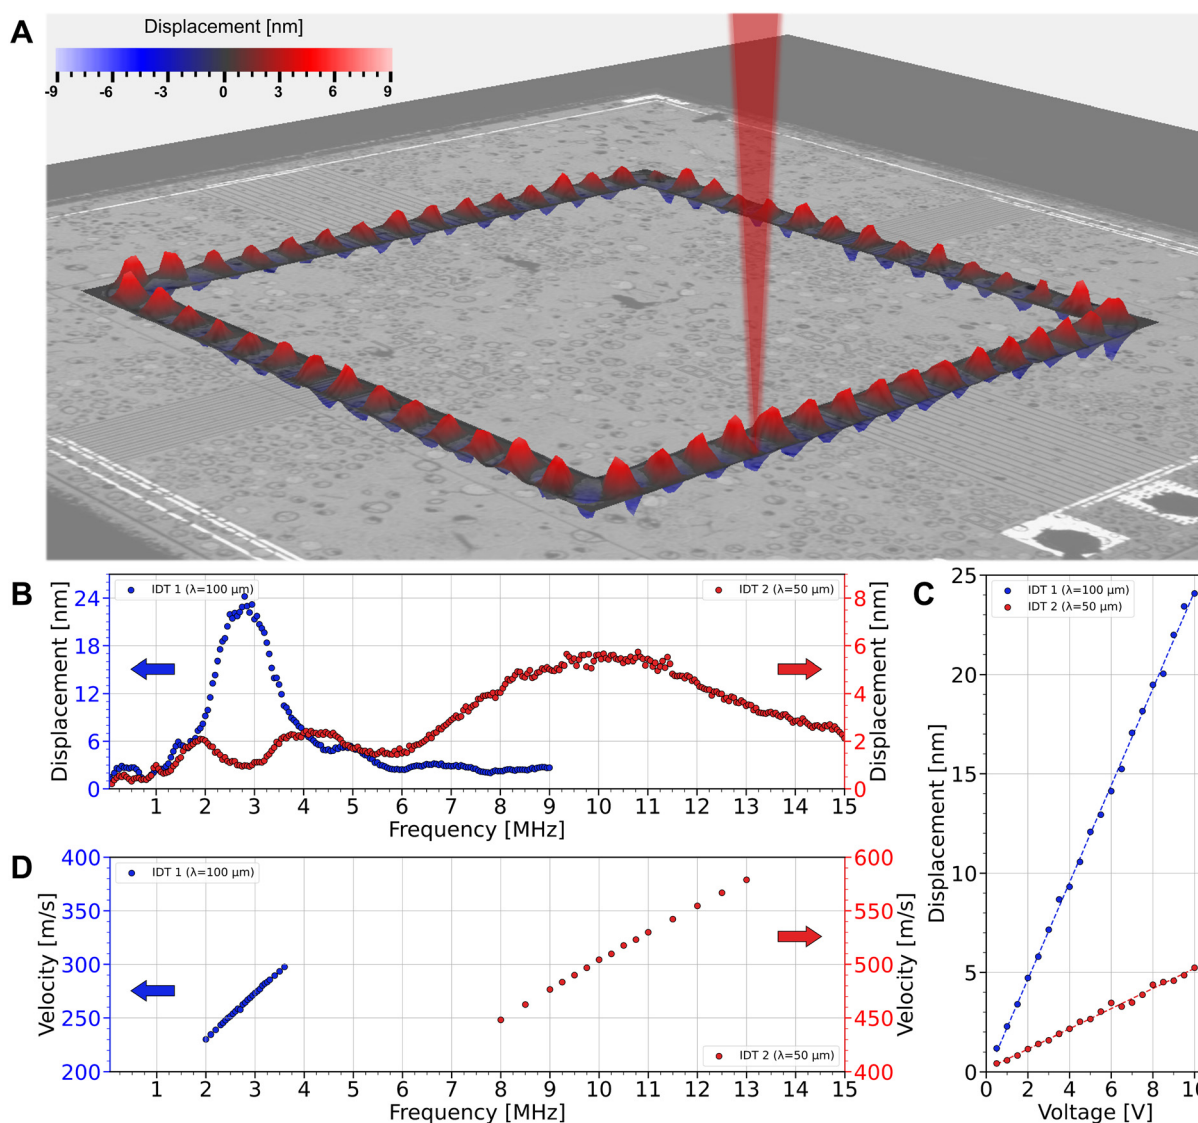 A
Displacement [nm]
-9 -6 -3 0 3 6 9
B
Displacement [nm]
24
18
12
6
0
IDT 1 (λ=100 μm)
IDT 2 (λ=50 μm)
8
6
4
2
0
Displacement [nm]
1 2 3 4 5 6 7 8 9 10 11 12 13 14 15
Frequency [MHz]
C
Displacement [nm]
25
20
15
10
5
0
IDT 1 (λ=100 μm)
IDT 2 (λ=50 μm)
0 2 4 6 8 10
Voltage [V]
D
Velocity [m/s]
400
350
300
250
200
IDT 1 (λ=100 μm)
IDT 2 (λ=50 μm)
600
550
500
450
400
Velocity [m/s]
1 2 3 4 5 6 7 8 9 10 11 12 13 14 15
Frequency [MHz]